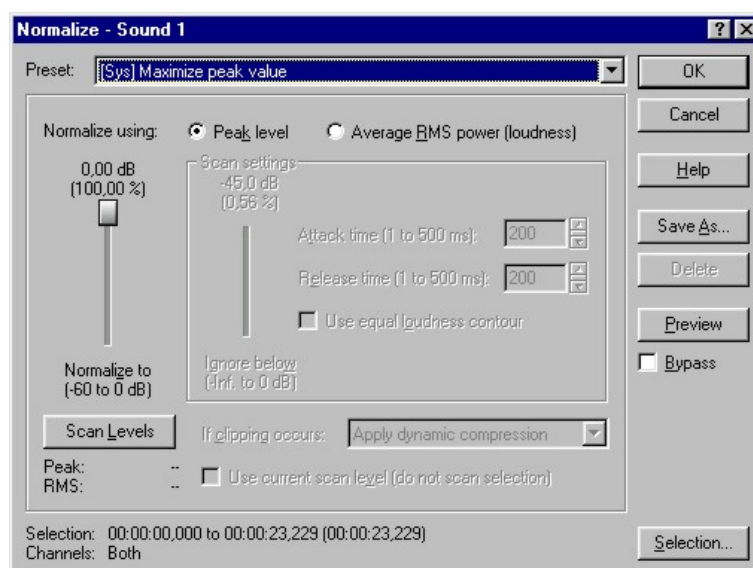 Normalize - Sound 1
Preset: [Sys] Maximize peak value
OK
Cancel
Help
Save As...
Delete
Preview
Bypass
Normalize using: Peak level Average RMS power (loudness)
0,00 dB
(100,00 %)
Normalize to
(-60 to 0 dB)
Scan settings
-45,0 dB
(0,56 %)
Attack time (1 to 500 ms): 200
Release time (1 to 500 ms): 200
Use equal loudness contour
Ignore below
(-Inf. to 0 dB)
Scan Levels
If clipping occurs: Apply dynamic compression
Peak: --
RMS: --
Use current scan level (do not scan selection)
Selection: 00:00:00,000 to 00:00:23,229 (00:00:23,229)
Channels: Both
Selection...